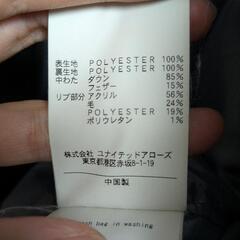 表生地 POLYESTER 100%
裏生地 POLYESTER 100%
中わた ダウン 85%
フェザー 15%
リブ部分 アクリル 56%
毛 24%
POLYESTER 19%
ポリウレタン 1%
株式会社 ユナイテッドアローズ
東京都港区赤坂8-1-19
中国製
bag in washing